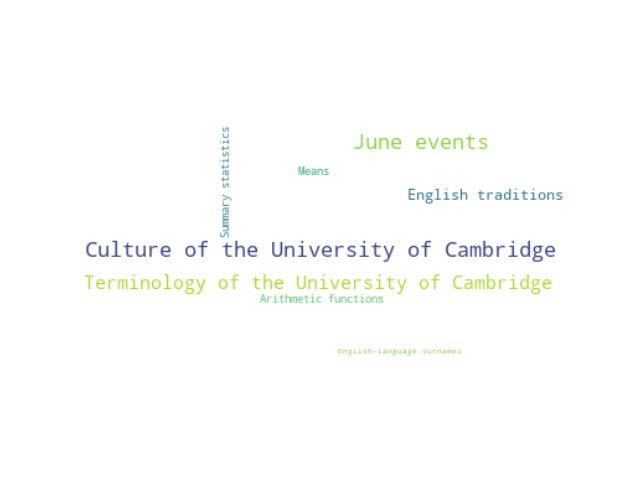 June events
Summary statistics
Means
English traditions
Culture of the University of Cambridge
Terminology of the University of Cambridge
Arithmetic functions
English-language surnames